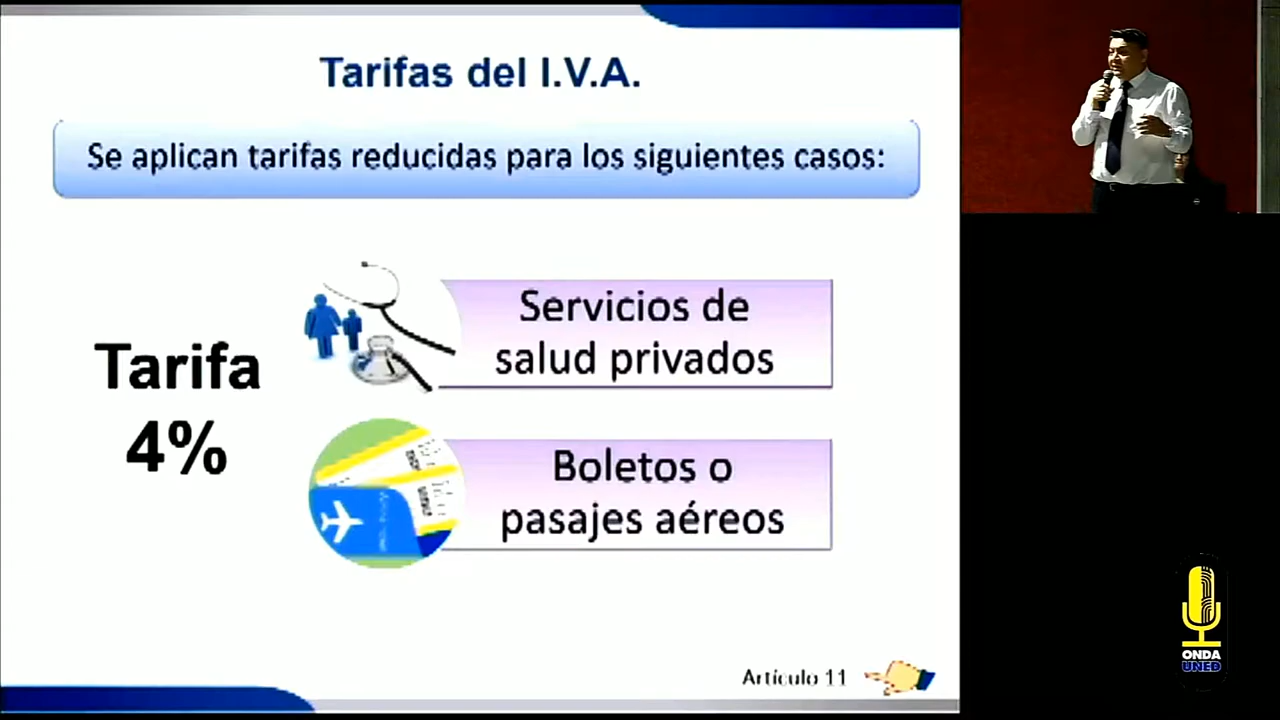 Tarifas del I.V.A.
Se aplican tarifas reducidas para los siguientes casos:
Tarifa
4%
Servicios de
salud privados
Boletos o
pasajes aéreos
Artículo 11
ONDA
UNED